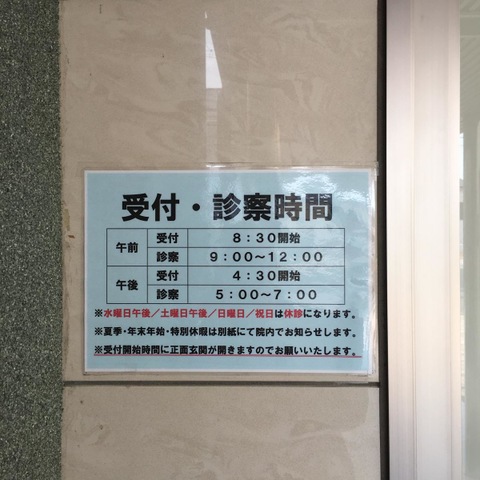 受付・診察時間
午前 受付 8：30開始
診察 9：00～12：00
午後 受付 4：30開始
診察 5：00～7：00
※水曜日午後／土曜日午後／日曜日／祝日は休診になります。
※夏季・年末年始・特別休暇は別紙にて院内でお知らせします。
※受付開始時間に正面玄関が開きますのでお願いいたします。